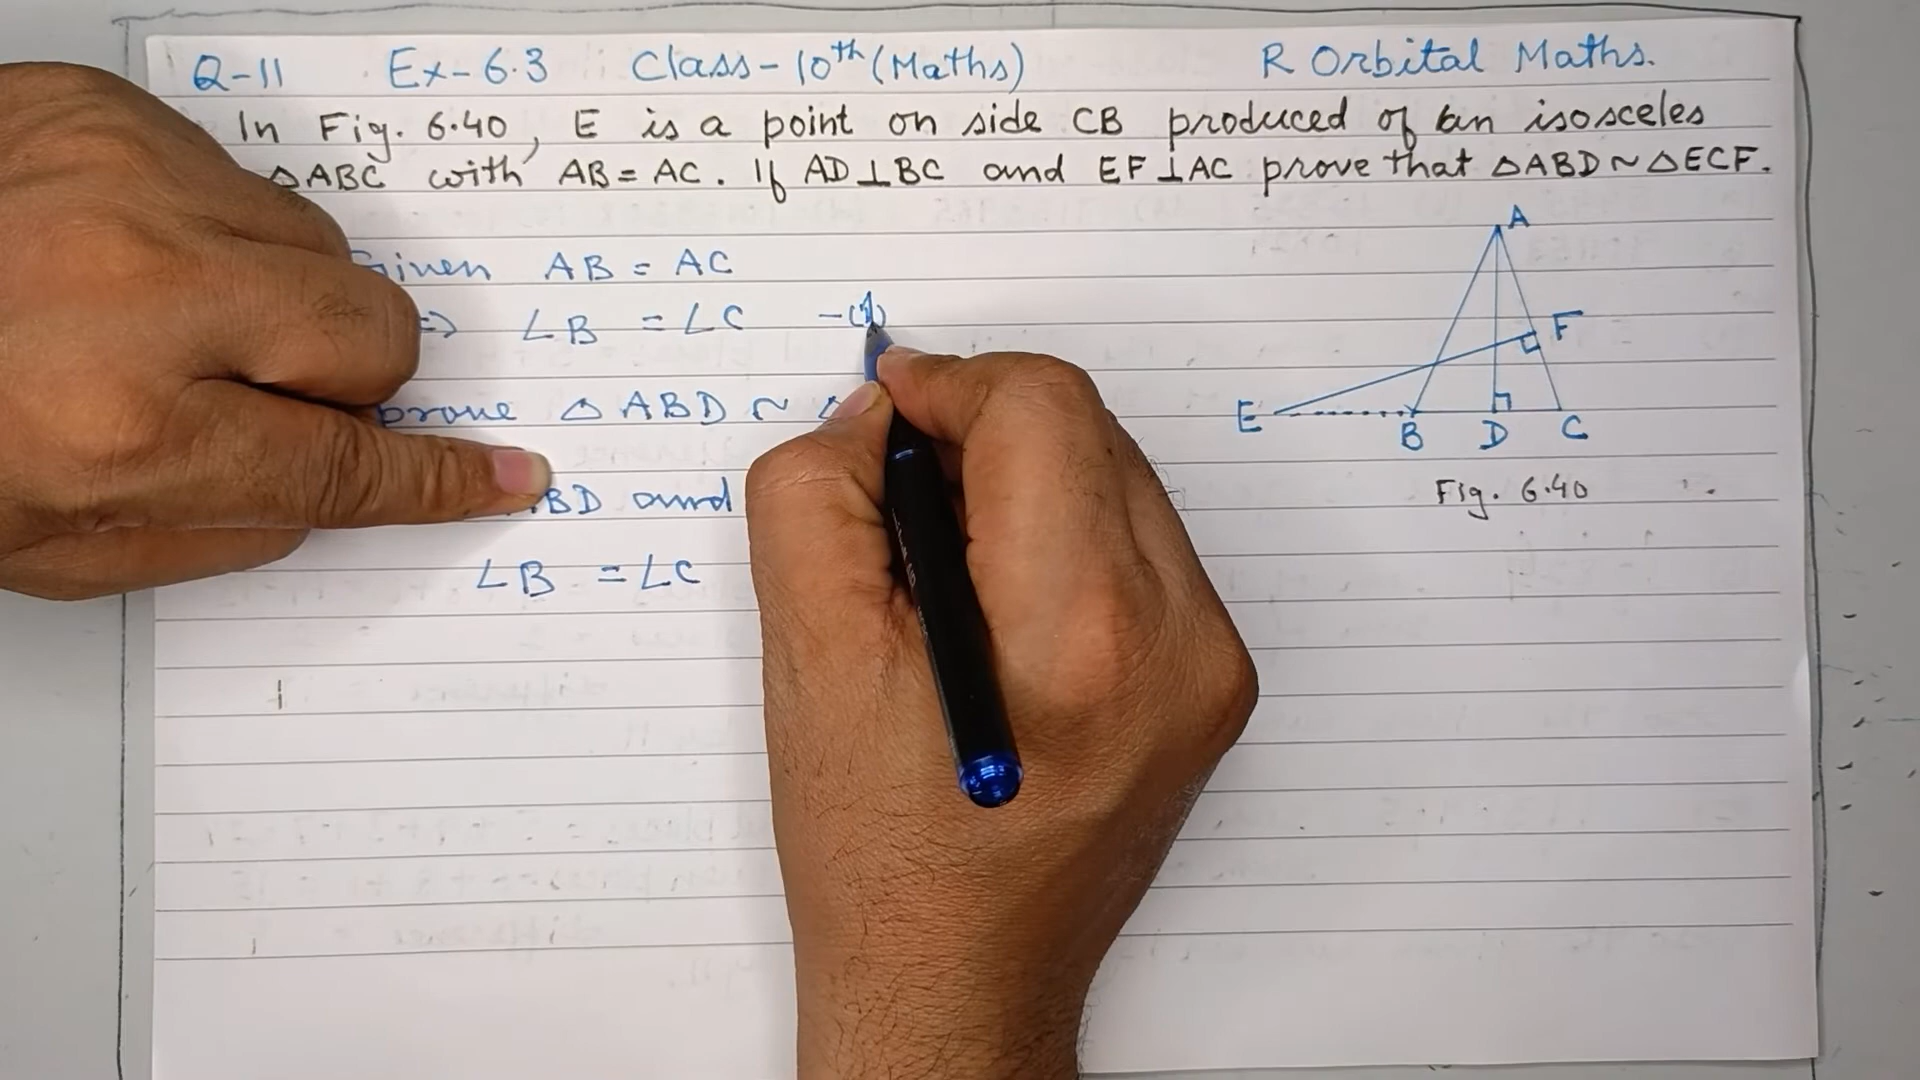 Q-11 Ex-6.3 Class-10th (Maths) R Orbital Maths.
In Fig. 6.40, E is a point on side CB produced of an isosceles
△ABC with AB = AC. If AD⊥BC and EF⊥AC prove that △ABD ~ △ECF.
Given AB = AC
=> ∠B = ∠C -(1)
prove △ABD ~ △
BD and
∠B = ∠C
A
F
E
B D C
Fig. 6.40